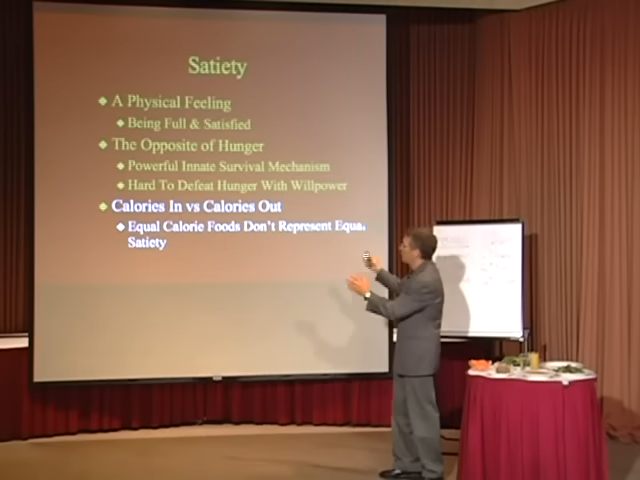 Satiety
A Physical Feeling
Being Full & Satisfied
The Opposite of Hunger
Powerful Innate Survival Mechanism
Hard To Defeat Hunger With Willpower
Calories In vs Calories Out
Equal Calorie Foods Don't Represent
Satiety